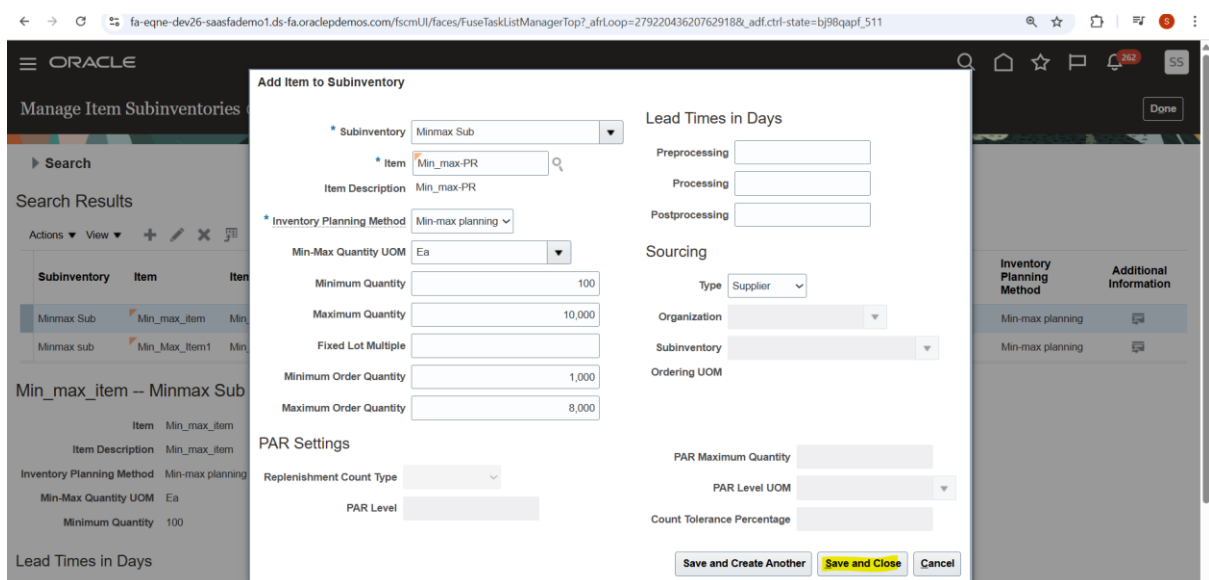 fa-eqne-dev26-saasfademo1.ds-fa.oraclepdemos.com/fscmUI/faces/FuseTaskListManagerTop?_afrLoop=27922043620762918&_adf.ctrl-state=bj98qapf_511
S
ORACLE
262
SS
Manage Item Subinventories
Done
Search
Search Results
Actions View
Subinventory Item Item
Inventory Planning Method
Additional Information
Minmax Sub Min_max_item Min_ Min-max planning
Minmax sub Min_Max_Item1 Min_ Min-max planning
Min_max_item -- Minmax Sub
Item Min_max_item
Item Description Min_max_item
Inventory Planning Method Min-max planning
Min-Max Quantity UOM Ea
Minimum Quantity 100
Lead Times in Days
Add Item to Subinventory
* Subinventory Minmax Sub
* Item Min_max-PR
Item Description Min_max-PR
* Inventory Planning Method Min-max planning
Min-Max Quantity UOM Ea
Minimum Quantity 100
Maximum Quantity 10,000
Fixed Lot Multiple
Minimum Order Quantity 1,000
Maximum Order Quantity 8,000
PAR Settings
Replenishment Count Type
PAR Level
Lead Times in Days
Preprocessing
Processing
Postprocessing
Sourcing
Type Supplier
Organization
Subinventory
Ordering UOM
PAR Maximum Quantity
PAR Level UOM
Count Tolerance Percentage
Save and Create Another Save and Close Cancel